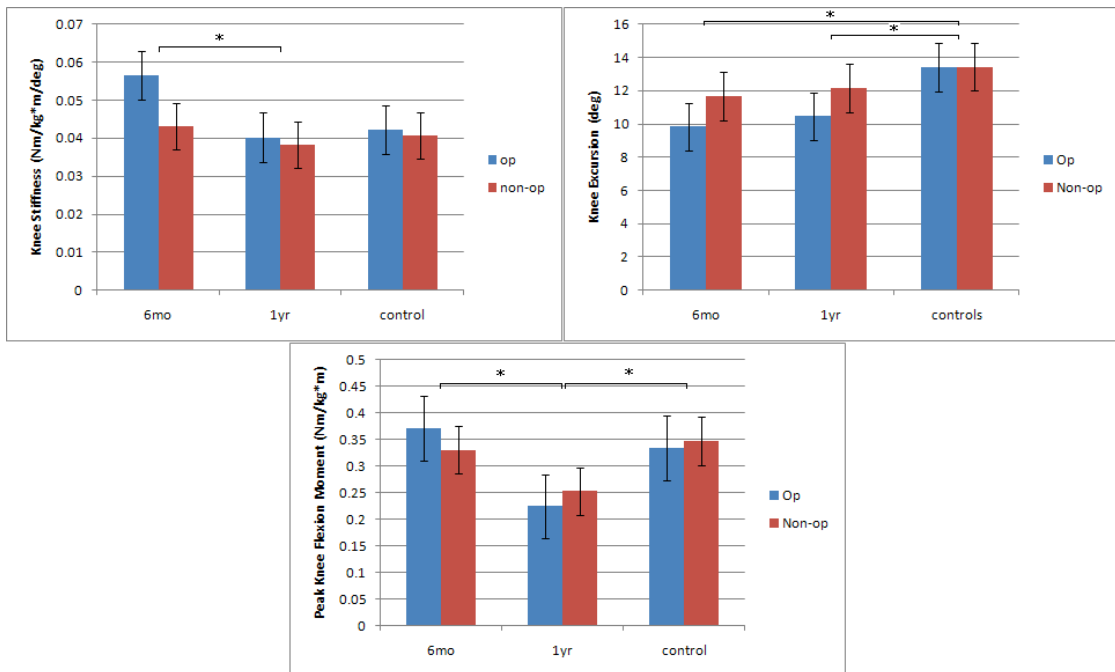 Knee Stiffness (Nm/kg*m/deg)
0.07
0.06
0.05
0.04
0.03
0.02
0.01
0
*
6mo 1yr control
op
non-op
Knee Excursion (deg)
16
14
12
10
8
6
4
2
0
*
*
6mo 1yr controls
Op
Non-op
Peak Knee Flexion Moment (Nm/kg*m)
0.5
0.45
0.4
0.35
0.3
0.25
0.2
0.15
0.1
0.05
0
* *
6mo 1yr control
Op
Non-op